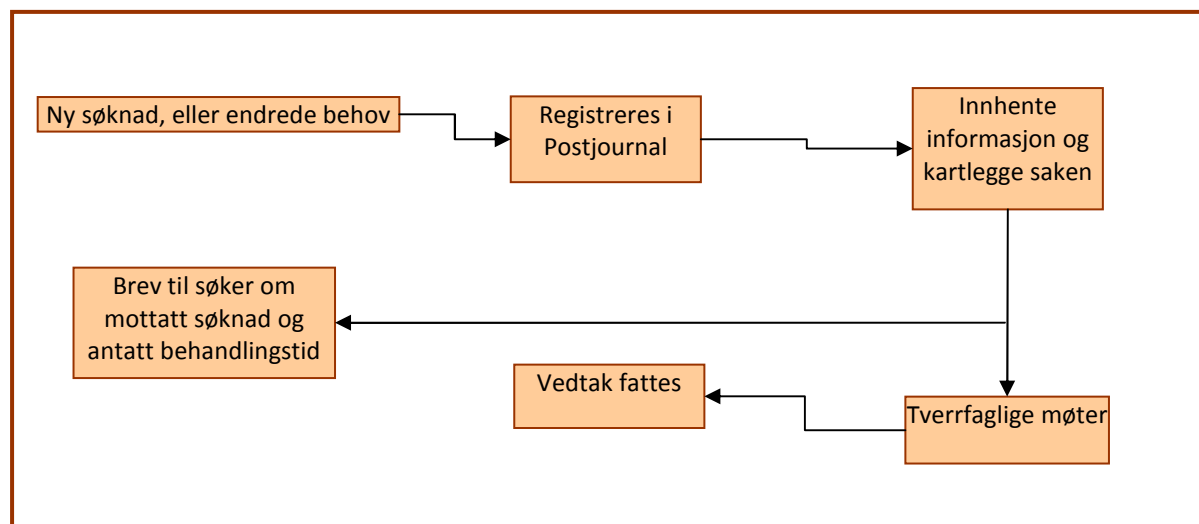 Ny søknad, eller endrede behov
Registreres i
Postjournal
Innhente
informasjon og
kartlegge saken
Brev til søker om
mottatt søknad og
antatt behandlingstid
Vedtak fattes
Tverrfaglige møter